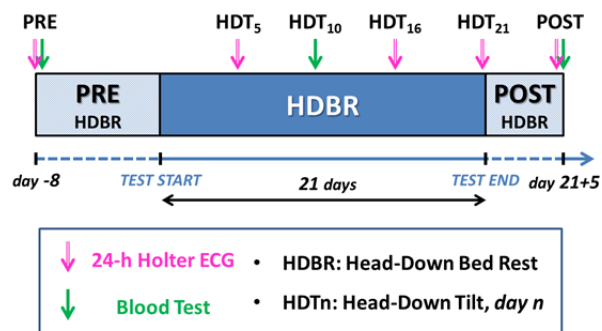 PRE HDT5 HDT10 HDT16 HDT21 POST
PRE
HDBR
HDBR
POST
HDBR
day -8 TEST START 21 days TEST END day 21+5
24-h Holter ECG • HDBR: Head-Down Bed Rest
Blood Test • HDTn: Head-Down Tilt, day n